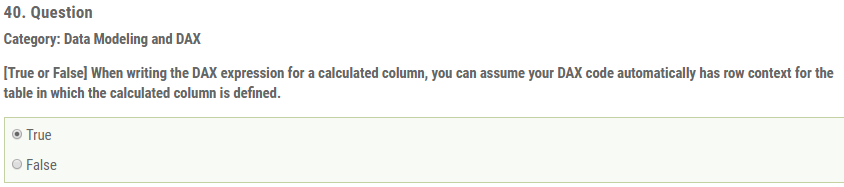 40. Question
Category: Data Modeling and DAX
[True or False] When writing the DAX expression for a calculated column, you can assume your DAX code automatically has row context for the
table in which the calculated column is defined.
True
False